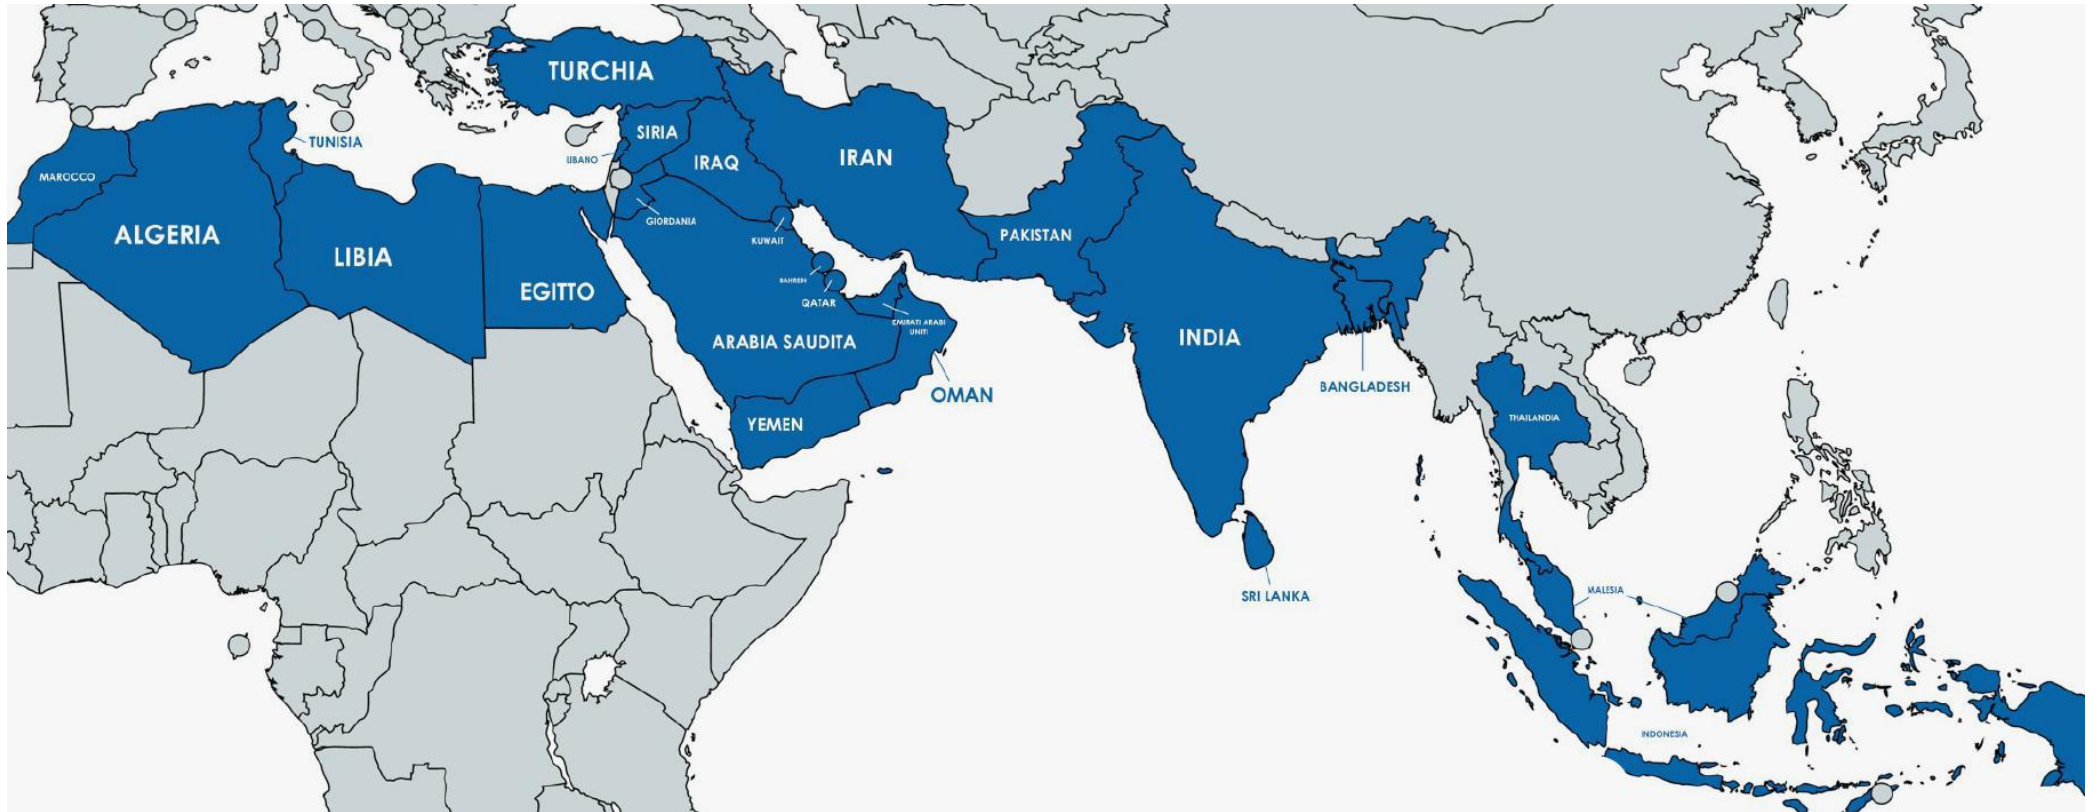 TURCHIA
TUNISIA
SIRIA
LIBANO
IRAQ
IRAN
MAROCCO
ALGERIA
LIBIA
EGITTO
GIORDANIA
KUWAIT
BAHREIN
QATAR
EMIRATI ARABI
UNITI
ARABIA SAUDITA
OMAN
YEMEN
PAKISTAN
INDIA
BANGLADESH
SRI LANKA
THAILANDIA
MALESIA
INDONESIA